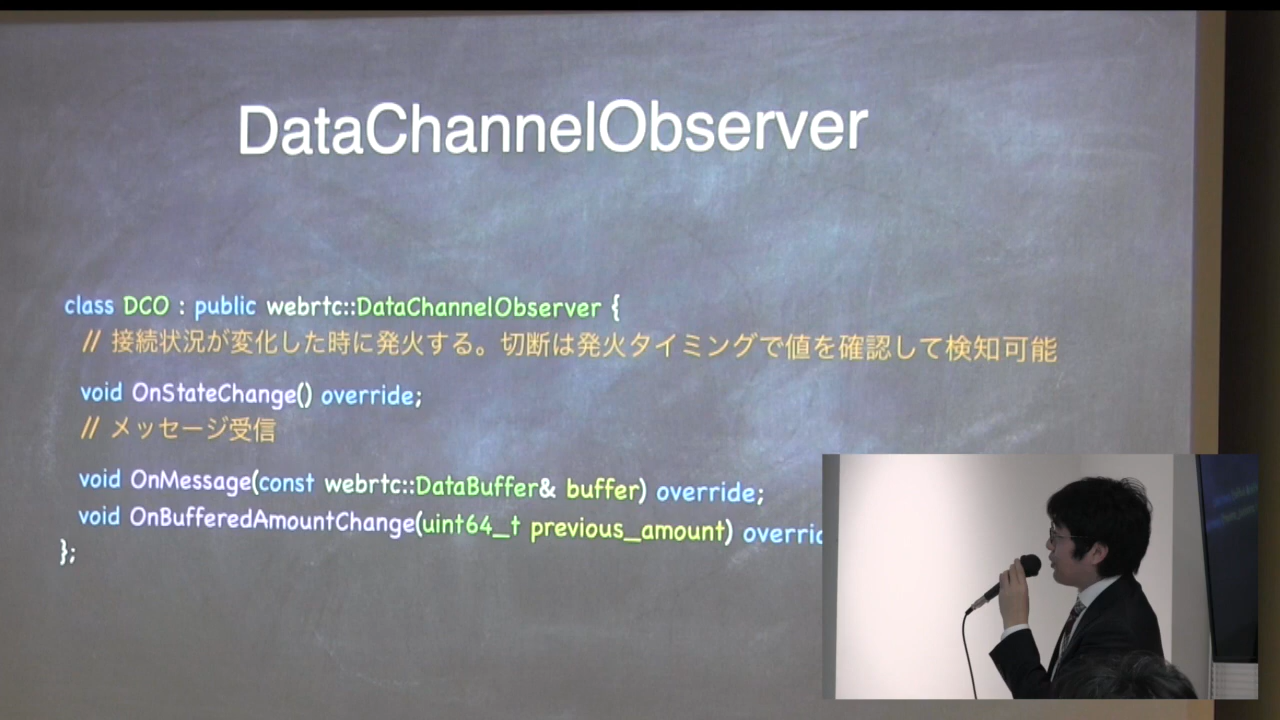 DataChannelObserver
class DCO : public webrtc::DataChannelObserver {
// 接続状況が変化した時に発火する。切断は発火タイミングで値を確認して検知可能
void OnStateChange() override;
// メッセージ受信
void OnMessage(const webrtc::DataBuffer& buffer) override;
void OnBufferedAmountChange(uint64_t previous_amount)
};